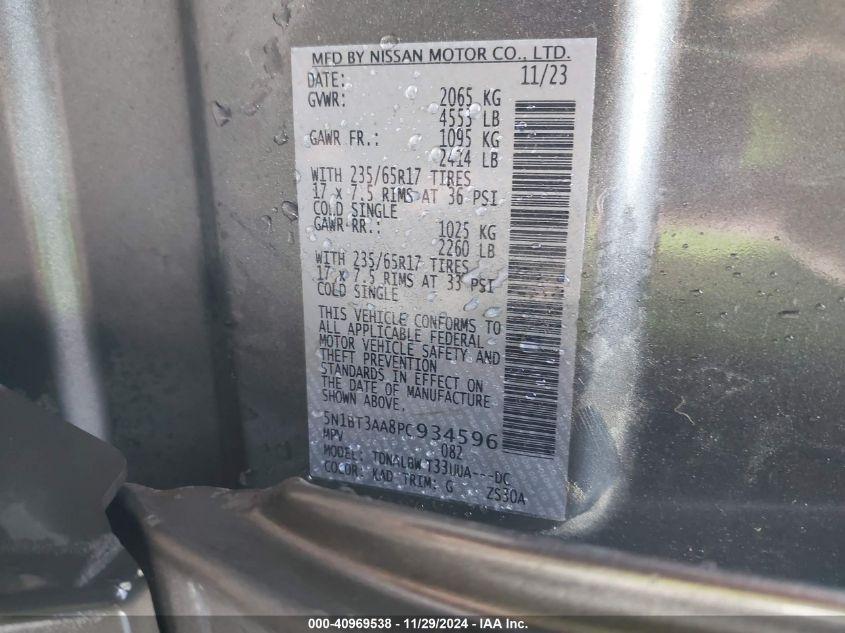 MFD BY NISSAN MOTOR CO., LTD.
DATE: 11/23
GVWR: 2065 KG
4553 LB
GAWR FR.: 1095 KG
2414 LB
WITH 235/65R17 TIRES
17 x 7.5 RIMS AT 36 PSI
COLD SINGLE
GAWR RR.: 1025 KG
2260 LB
WITH 235/65R17 TIRES
17 x 7.5 RIMS AT 33 PSI
COLD SINGLE
THIS VEHICLE CONFORMS TO
ALL APPLICABLE FEDERAL
MOTOR VEHICLE SAFETY AND
THEFT PREVENTION
STANDARDS IN EFFECT ON
THE DATE OF MANUFACTURE
SHOWN ABOVE.
5N1BT3AA8PC934596
MPV 082
MODEL: TDNALBW T33UUA---DC
COLOR: KAD TRIM: G ZS30A
000-40969538 - 11/29/2024 - IAA Inc.